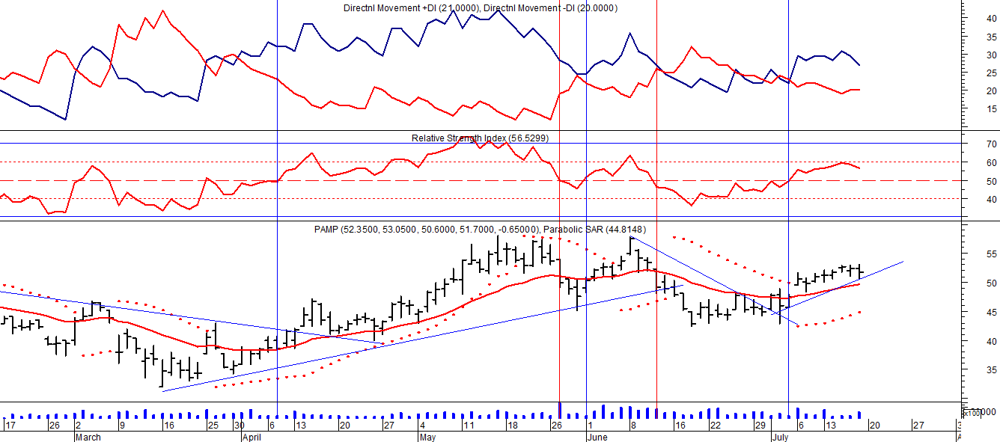 Directnl Movement +DI (21.0000), Directnl Movement -DI (20.0000)
40
35
30
25
20
15
Relative Strength Index (56.5299)
70
60
50
40
PAMP (52.3500, 53.0500, 50.6000, 51.7000, -0.65000), Parabolic SAR (44.8148)
55
50
45
40
35
x100
17 26 2 9 16 25 30 6 13 20 27 4 11 18 26 1 8 16 22 29 6 13 20 27
March April May June July